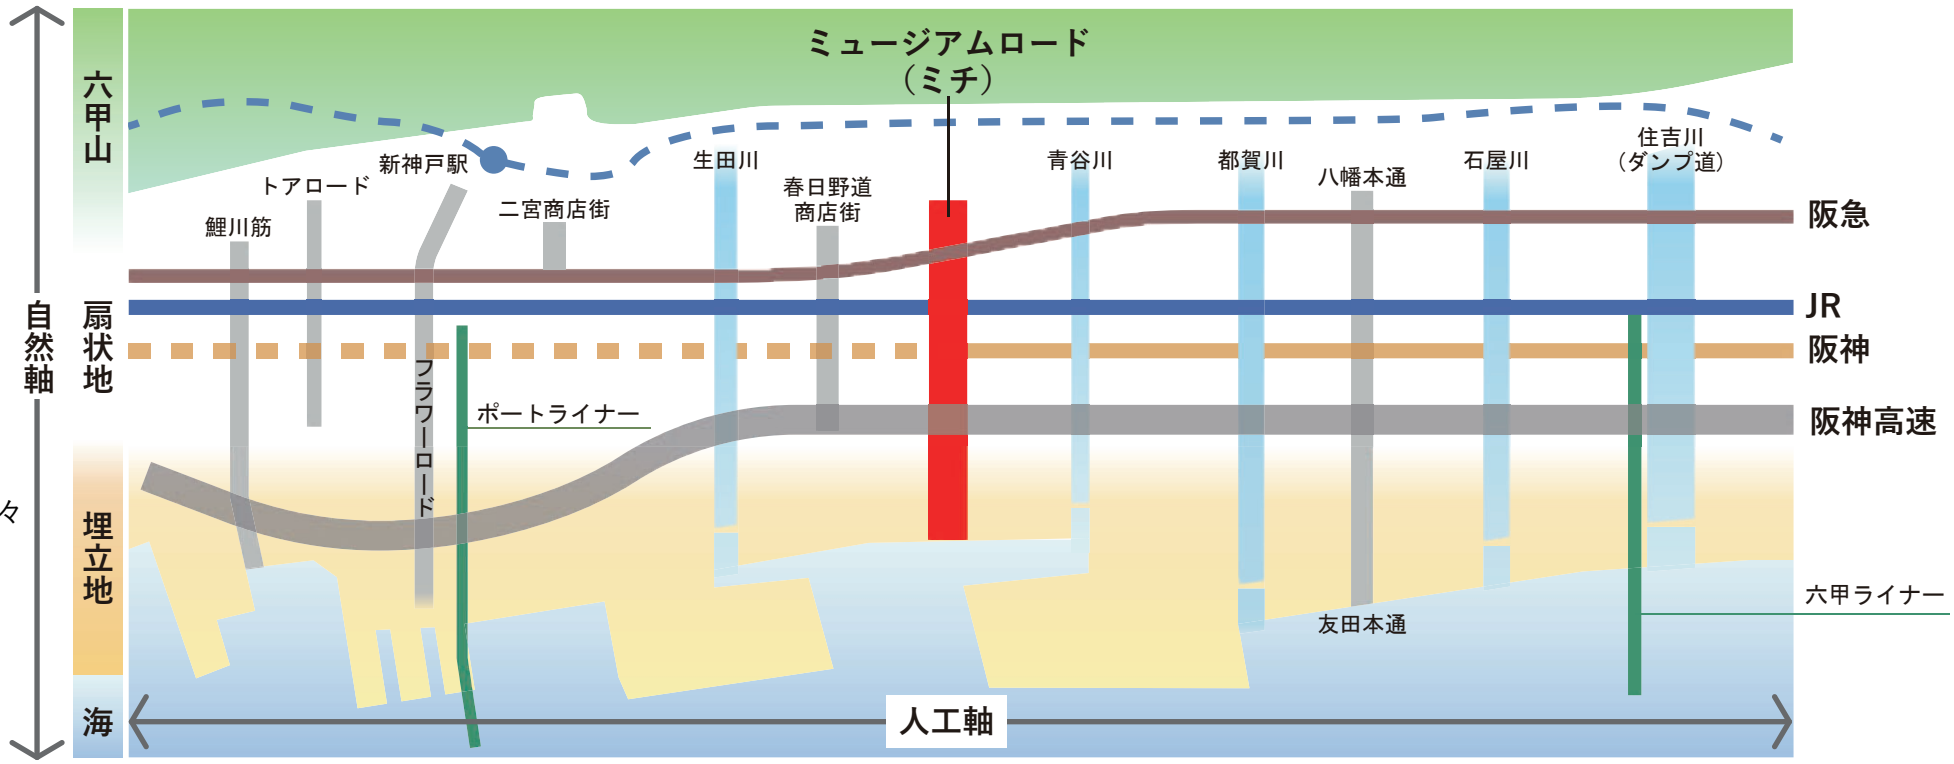 ミュージアムロード
（ミチ）
六甲山
扇状地
埋立地
海
自然軸
々
新神戸駅
トアロード
鯉川筋
二宮商店街
生田川
春日野道
商店街
青谷川
都賀川
八幡本通
石屋川
住吉川
（ダンプ道）
阪急
JR
阪神
阪神高速
フラワーロード
ポートライナー
六甲ライナー
友田本通
人工軸